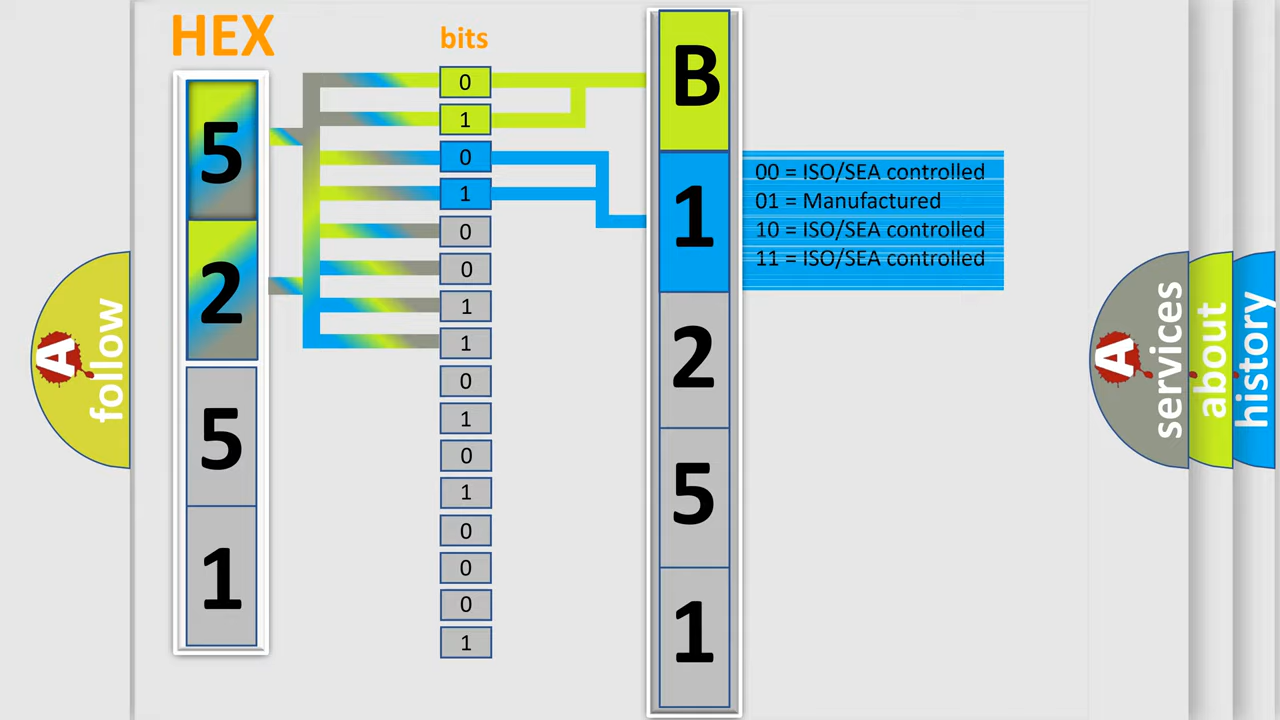 HEX
bits
5
2
5
1
0
1
0
1
0
0
1
1
0
1
0
1
0
0
0
1
B
1
2
5
1
00 = ISO/SEA controlled
01 = Manufactured
10 = ISO/SEA controlled
11 = ISO/SEA controlled
A
follow
A
services
about
history